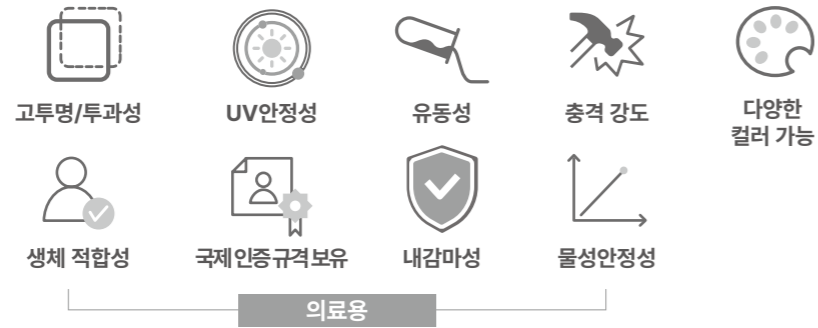 고투명/투과성
UV안정성
유동성
충격 강도
다양한
컬러 가능
생체 적합성
국제인증규격보유
내감마성
물성안정성
의료용